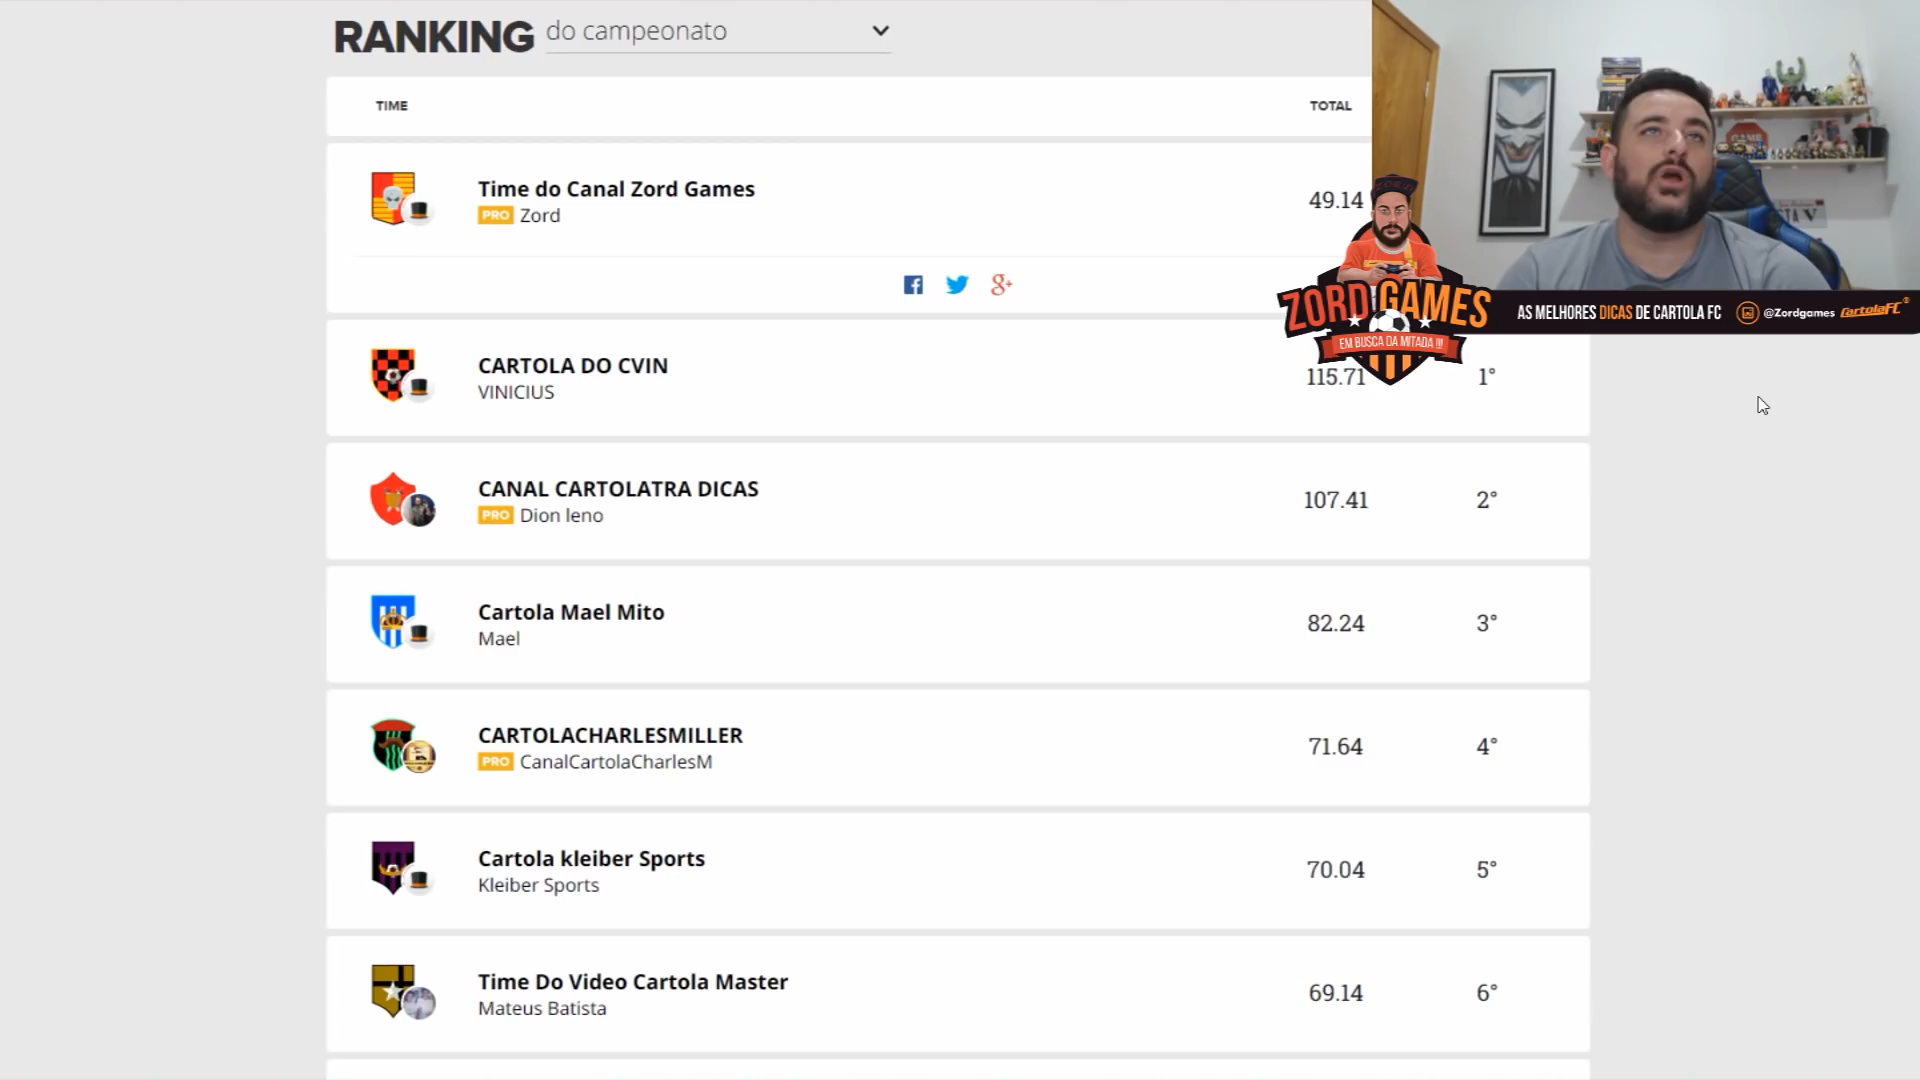 RANKING do campeonato
TIME TOTAL
Time do Canal Zord Games
PRO Zord
49.14
CARTOLA DO CVIN
VINICIUS
115.71 1°
CANAL CARTOLATRA DICAS
PRO Dion leno
107.41 2°
Cartola Mael Mito
Mael
82.24 3°
CARTOLACHARLESMILLER
PRO CanalCartolaCharlesM
71.64 4°
Cartola kleiber Sports
Kleiber Sports
70.04 5°
Time Do Video Cartola Master
Mateus Batista
69.14 6°
ZORD GAMES
EM BUSCA DA MITADA !!!
AS MELHORES DICAS DE CARTOLA FC
@Zordgames CartolaFC
GAME